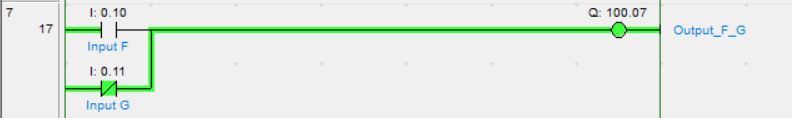 7
I: 0.10
Q: 100.07
17
Output_F_G
Input F
I: 0.11
Input G